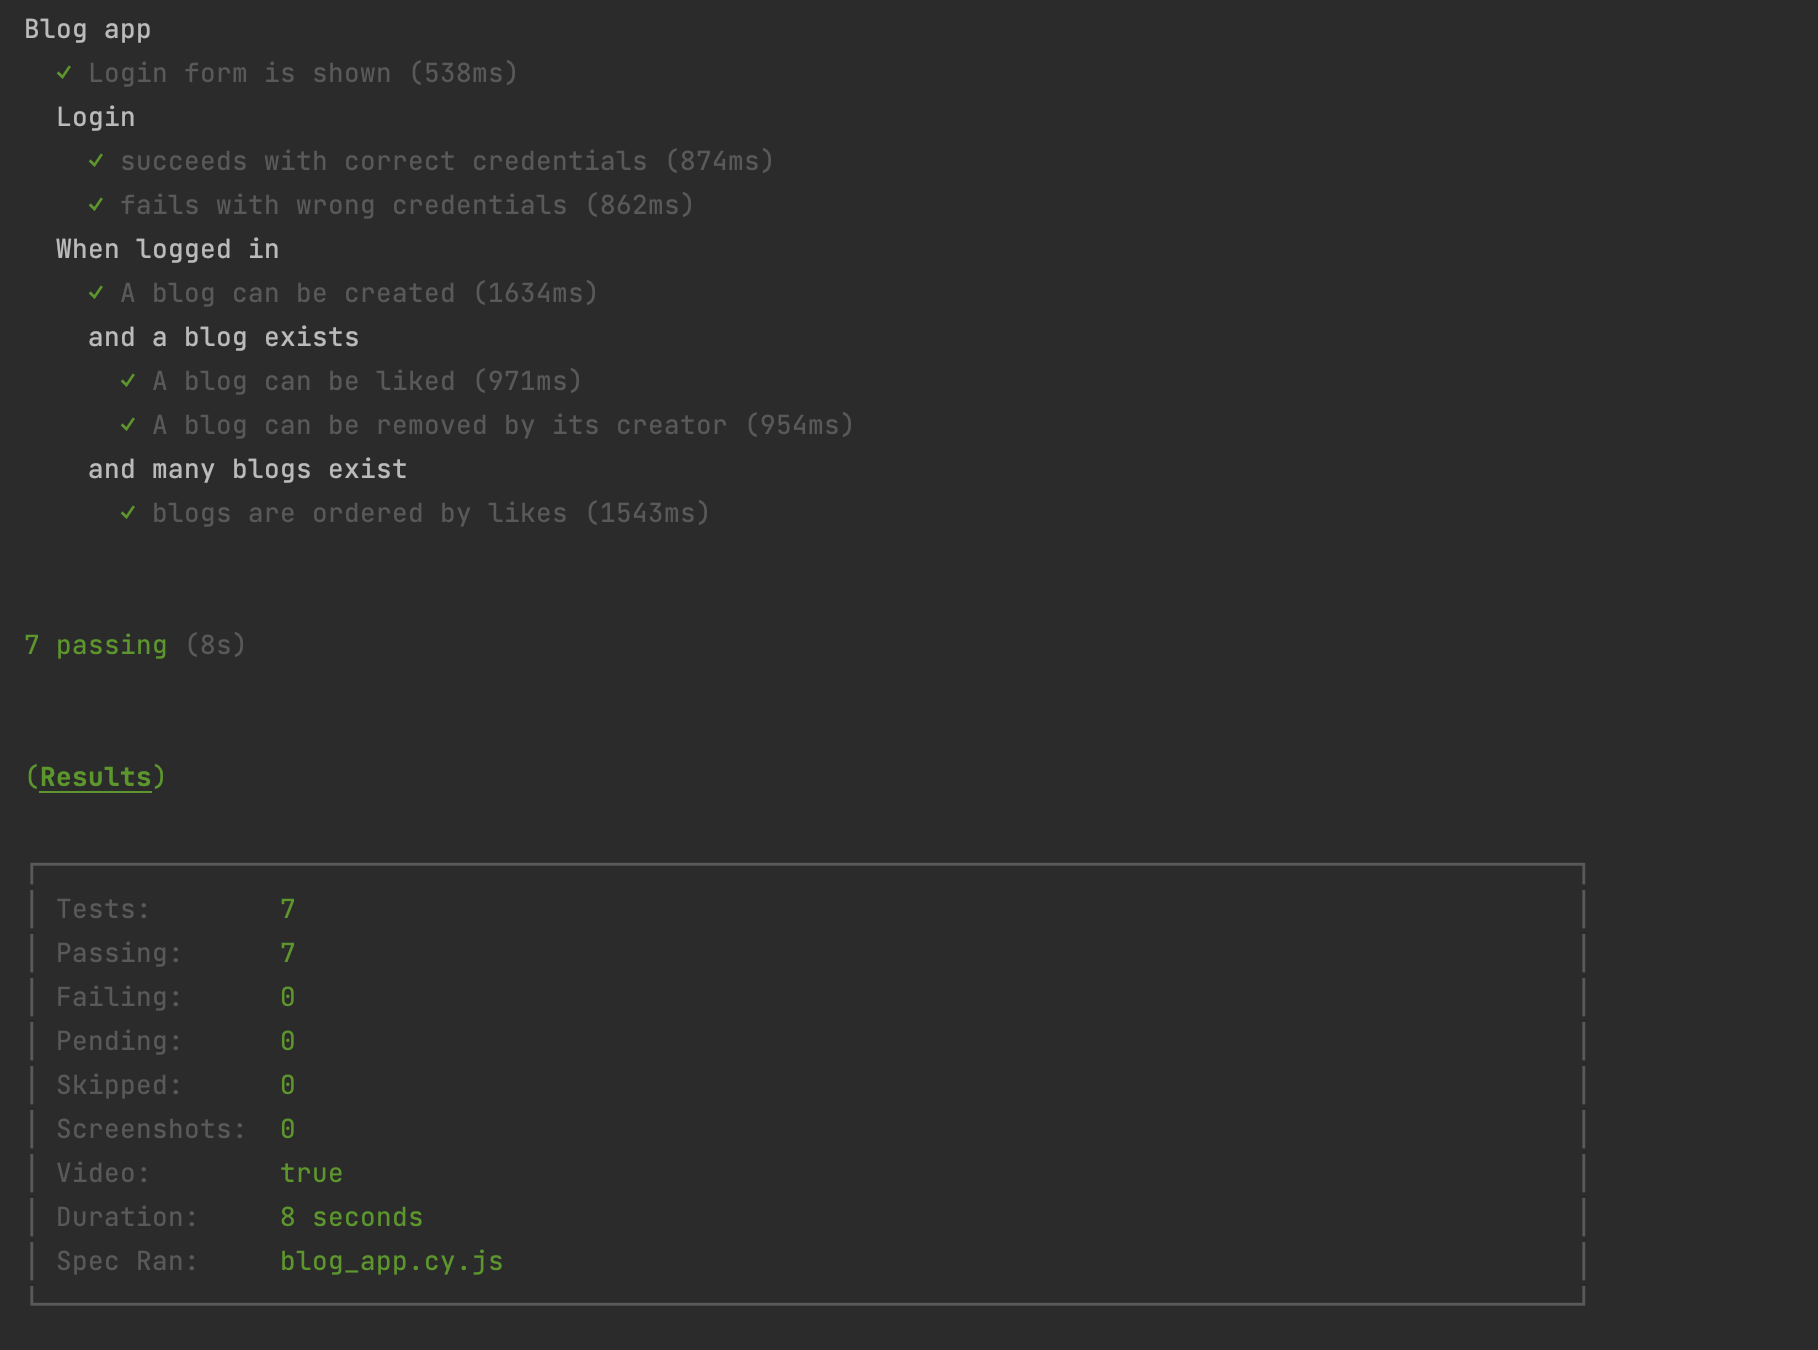 Blog app
✓ Login form is shown (538ms)
Login
✓ succeeds with correct credentials (874ms)
✓ fails with wrong credentials (862ms)
When logged in
✓ A blog can be created (1634ms)
and a blog exists
✓ A blog can be liked (971ms)
✓ A blog can be removed by its creator (954ms)
and many blogs exist
✓ blogs are ordered by likes (1543ms)
7 passing (8s)
(Results)
Tests: 7
Passing: 7
Failing: 0
Pending: 0
Skipped: 0
Screenshots: 0
Video: true
Duration: 8 seconds
Spec Ran: blog_app.cy.js